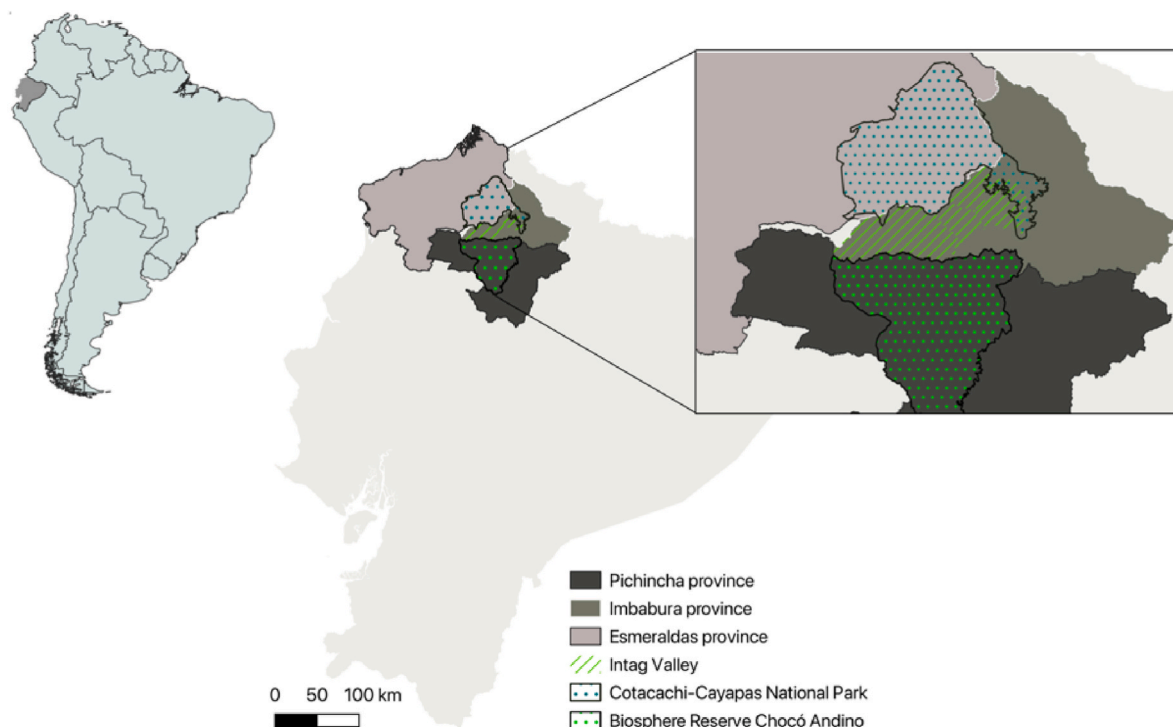 Pichincha province
Imbabura province
Esmeraldas province
Intag Valley
Cotacachi-Cayapas National Park
Biosphere Reserve Chocó Andino
0 50 100 km